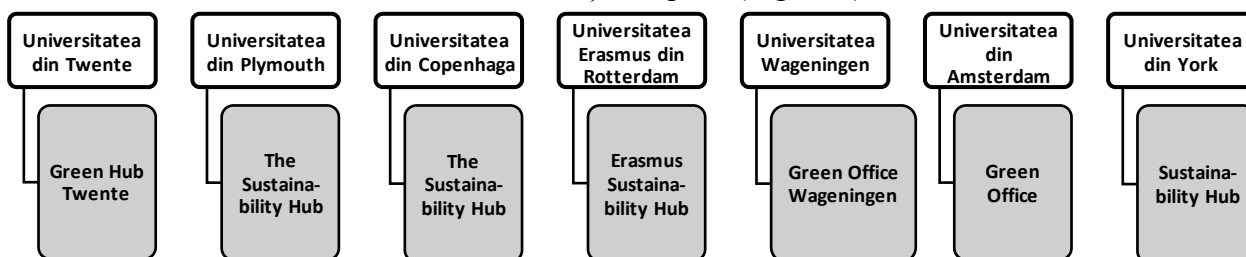 Universitatea
din Twente
Green Hub
Twente
Universitatea
din Plymouth
The
Sustaina-
bility Hub
Universitatea
din Copenhaga
The
Sustaina-
bility Hub
Universitatea
Erasmus din
Rotterdam
Erasmus
Sustaina-
bility Hub
Universitatea
Wageningen
Green Office
Wageningen
Universitatea
din
Amsterdam
Green
Office
Universitatea
din York
Sustaina-
bility Hub